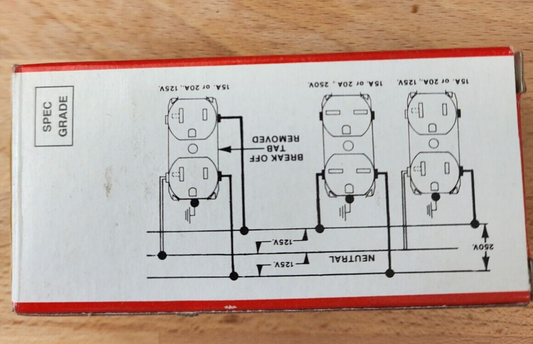 SPEC
GRADE
125V.
NEUTRAL
250V.
125V.
BREAK OFF
TAB
REMOVED
15A. or 20A., 125V.
15A. or 20A., 250V.
15A. or 20A., 125V.